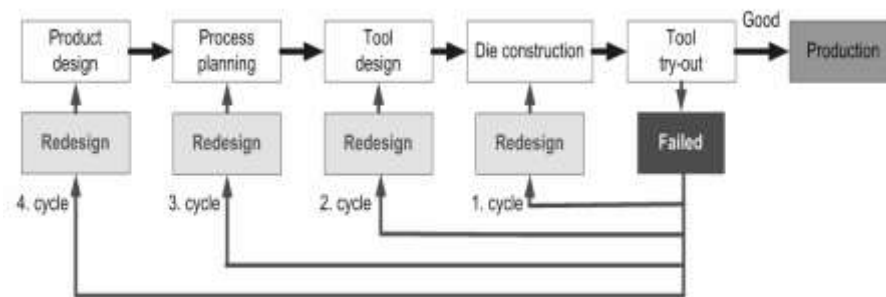 Good
Product
design
Process
planning
Tool
design
Die construction
Tool
try-out
Production
Redesign
Redesign
Redesign
Redesign
Failed
4. cycle
3. cycle
2. cycle
1. cycle